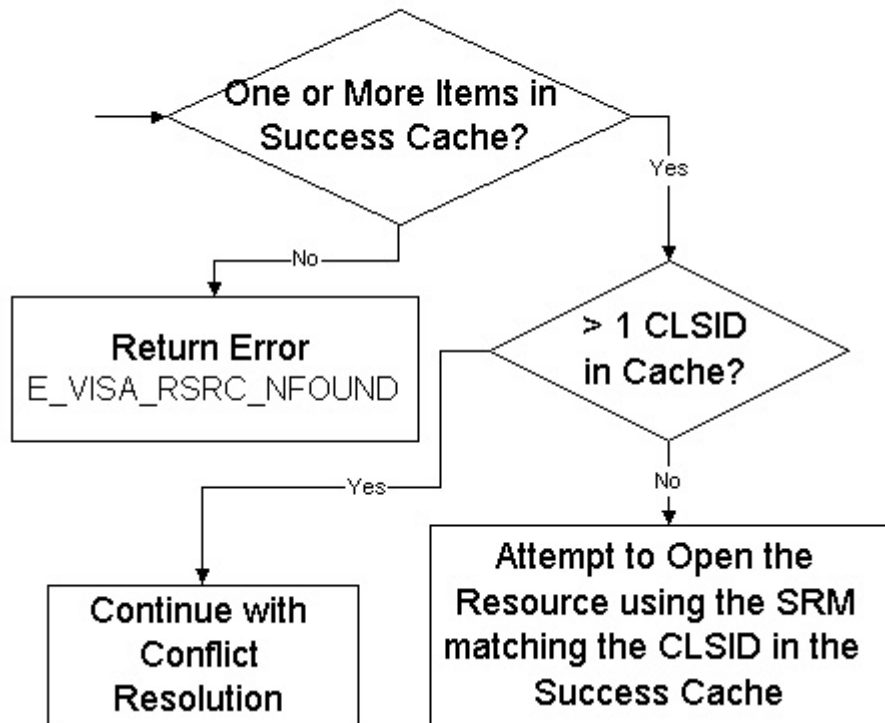 One or More Items in
Success Cache?
Yes
No
Return Error
E_VISA_RSRC_NFOUND
> 1 CLSID
in Cache?
Yes
No
Continue with
Conflict
Resolution
Attempt to Open the
Resource using the SRM
matching the CLSID in the
Success Cache